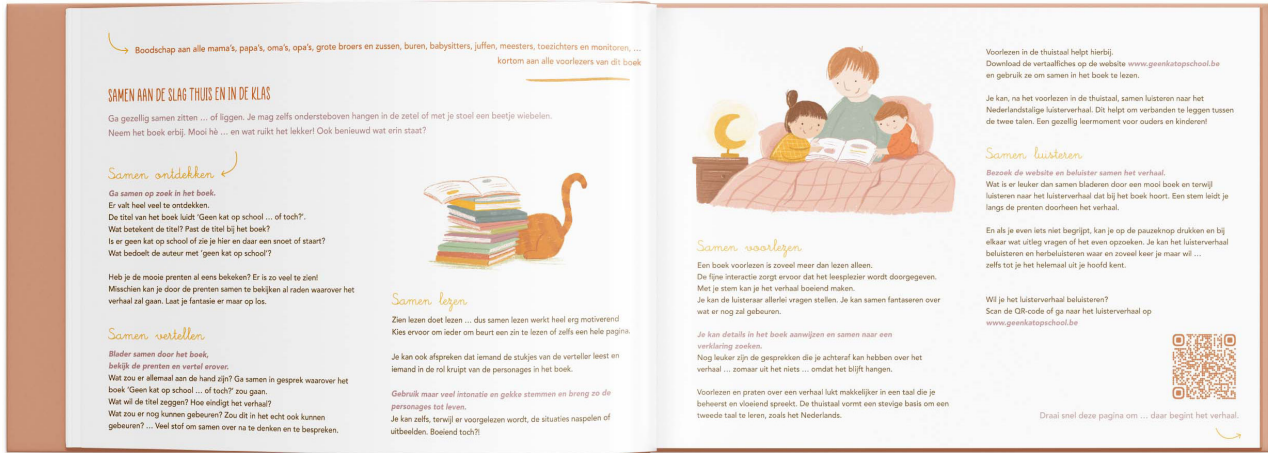 Boodschap aan alle mama's, papa's, oma's, opa's, grote broers en zussen, buren, babysitters, juffen, meesters, toezichters en monitoren, ...
kortom aan alle voorlezers van dit boek
SAMEN AAN DE SLAG THUIS EN IN DE KLAS
Ga gezellig samen zitten ... of liggen. Je mag zelfs ondersteboven hangen in de zetel of met je stoel een beetje wiebelen.
Neem het boek erbij. Mooi hè ... en wat ruikt het lekker! Ook benieuwd wat erin staat?
Samen ontdekken
Ga samen op zoek in het boek.
Er valt heel veel te ontdekken.
De titel van het boek luidt 'Geen kat op school ... of toch?'.
Wat betekent de titel? Past de titel bij het boek?
Is er geen kat op school of zie je hier en daar een snoet of staart?
Wat bedoelt de auteur met 'geen kat op school'?
Heb je de mooie prenten al eens bekeken? Er is zo veel te zien!
Misschien kan je door de prenten samen te bekijken al raden waarover het
verhaal zal gaan. Laat je fantasie er maar op los.
Samen vertellen
Blader samen door het boek,
bekijk de prenten en vertel erover.
Wat zou er allemaal aan de hand zijn? Ga samen in gesprek waarover het
boek 'Geen kat op school ... of toch?' zou gaan.
Wat wil de titel zeggen? Hoe eindigt het verhaal?
Wat zou er nog kunnen gebeuren? Zou dit in het echt ook kunnen
gebeuren? ... Veel stof om samen over na te denken en te bespreken.
Samen lezen
Zien lezen doet lezen ... dus samen lezen werkt heel erg motiverend
Kies ervoor om ieder om beurt een zin te lezen of zelfs een hele pagina.
Je kan ook afspreken dat iemand de stukjes van de verteller leest en
iemand in de rol kruipt van de personages in het boek.
Gebruik maar veel intonatie en gekke stemmen en breng zo de
personages tot leven.
Je kan zelfs, terwijl er voorgelezen wordt, de situaties naspelen of
uitbeelden. Boeiend toch?!
Samen voorlezen
Een boek voorlezen is zoveel meer dan lezen alleen.
De fijne interactie zorgt ervoor dat het leesplezier wordt doorgegeven.
Met je stem kan je het verhaal boeiend maken.
Je kan de luisteraar allerlei vragen stellen. Je kan samen fantaseren over
wat er nog zal gebeuren.
Je kan details in het boek aanwijzen en samen naar een
verklaring zoeken.
Nog leuker zijn de gesprekken die je achteraf kan hebben over het
verhaal ... zomaar uit het niets ... omdat het blijft hangen.
Voorlezen en praten over een verhaal lukt makkelijker in een taal die je
beheerst en vloeiend spreekt. De thuistaal vormt een stevige basis om een
tweede taal te leren, zoals het Nederlands.
Voorlezen in de thuistaal helpt hierbij.
Download de vertaalfiches op de website www.geenkatopschool.be
en gebruik ze om samen in het boek te lezen.
Je kan, na het voorlezen in de thuistaal, samen luisteren naar het
Nederlandstalige luisterverhaal. Dit helpt om verbanden te leggen tussen
de twee talen. Een gezellig leermoment voor ouders en kinderen!
Samen luisteren
Bezoek de website en beluister samen het verhaal.
Wat is er leuker dan samen bladeren door een mooi boek en terwijl
luisteren naar het luisterverhaal dat bij het boek hoort. Een stem leidt je
langs de prenten doorheen het verhaal.
En als je even iets niet begrijpt, kan je op de pauzeknop drukken en bij
elkaar wat uitleg vragen of het even opzoeken. Je kan het luisterverhaal
beluisteren en herbeluisteren waar en zoveel keer je maar wil ...
zelfs tot je het helemaal uit je hoofd kent.
Wil je het luisterverhaal beluisteren?
Scan de QR-code of ga naar het luisterverhaal op
www.geenkatopschool.be
Draai snel deze pagina om ... daar begint het verhaal.